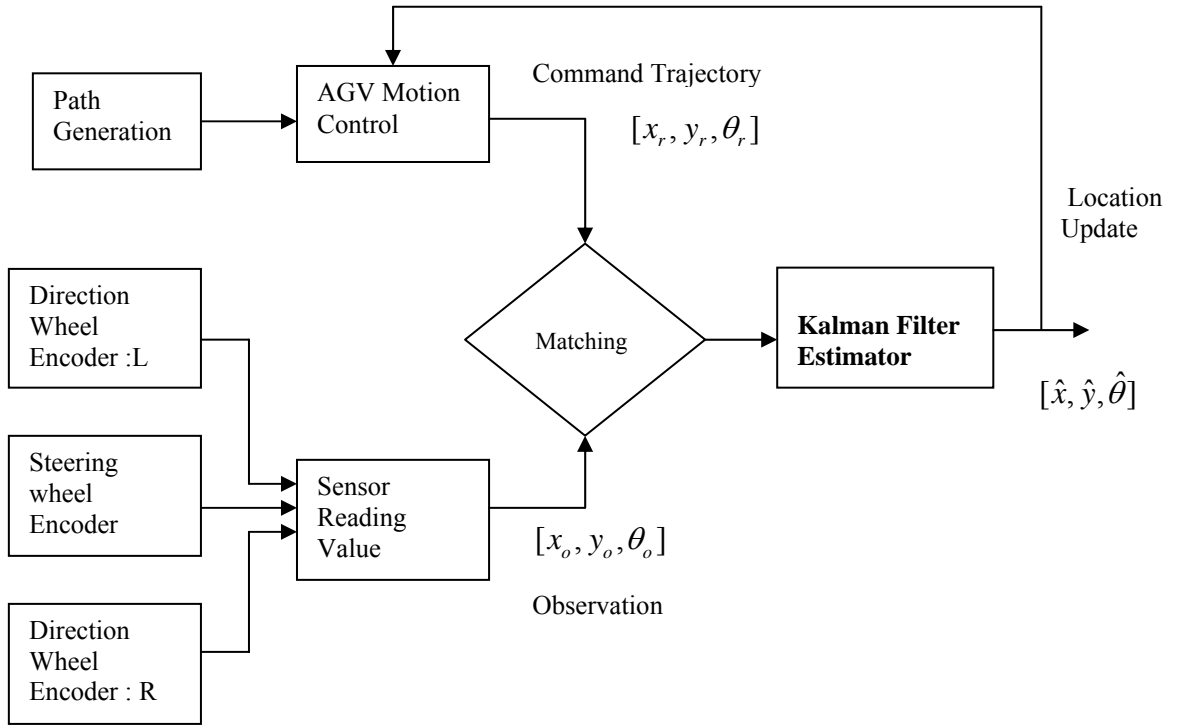 Path
Generation
AGV Motion
Control
Command Trajectory
[x_r, y_r, θ_r]
Location
Update
Direction
Wheel
Encoder :L
Matching
Kalman Filter
Estimator
[x̂, ŷ, θ̂]
Steering
wheel
Encoder
Sensor
Reading
Value
[x_o, y_o, θ_o]
Observation
Direction
Wheel
Encoder : R